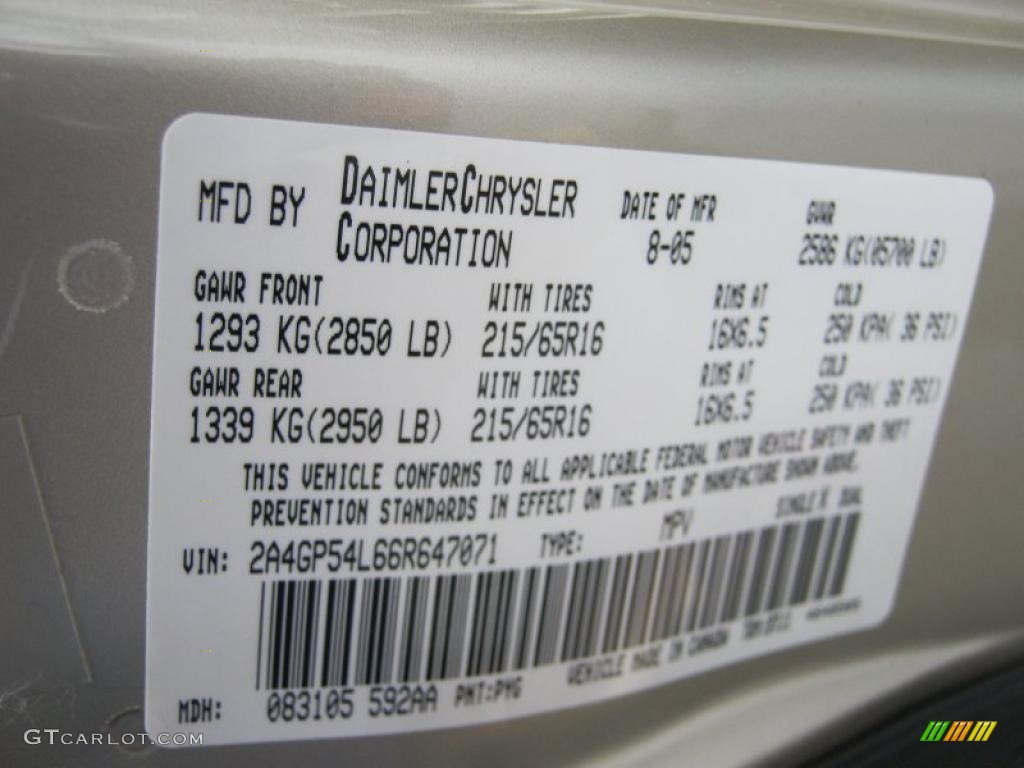 MFD BY DAIMLERCHRYSLER CORPORATION
DATE OF MFR 8-05
GVWR 2586 KG(05700 LB)
GAWR FRONT WITH TIRES RIMS AT COLD
1293 KG(2850 LB) 215/65R16 16X6.5 250 KPA( 36 PSI)
GAWR REAR WITH TIRES RIMS AT COLD
1339 KG(2950 LB) 215/65R16 16X6.5 250 KPA( 36 PSI)
THIS VEHICLE CONFORMS TO ALL APPLICABLE FEDERAL MOTOR VEHICLE SAFETY AND THEFT
PREVENTION STANDARDS IN EFFECT ON THE DATE OF MANUFACTURE SHOWN ABOVE.
SINGLE X DUAL
VIN: 2A4GP54L66R647071 TYPE: MPV
VEHICLE MADE IN CANADA
MDH: 083105 592AA PNT:
GTCARLOT.COM